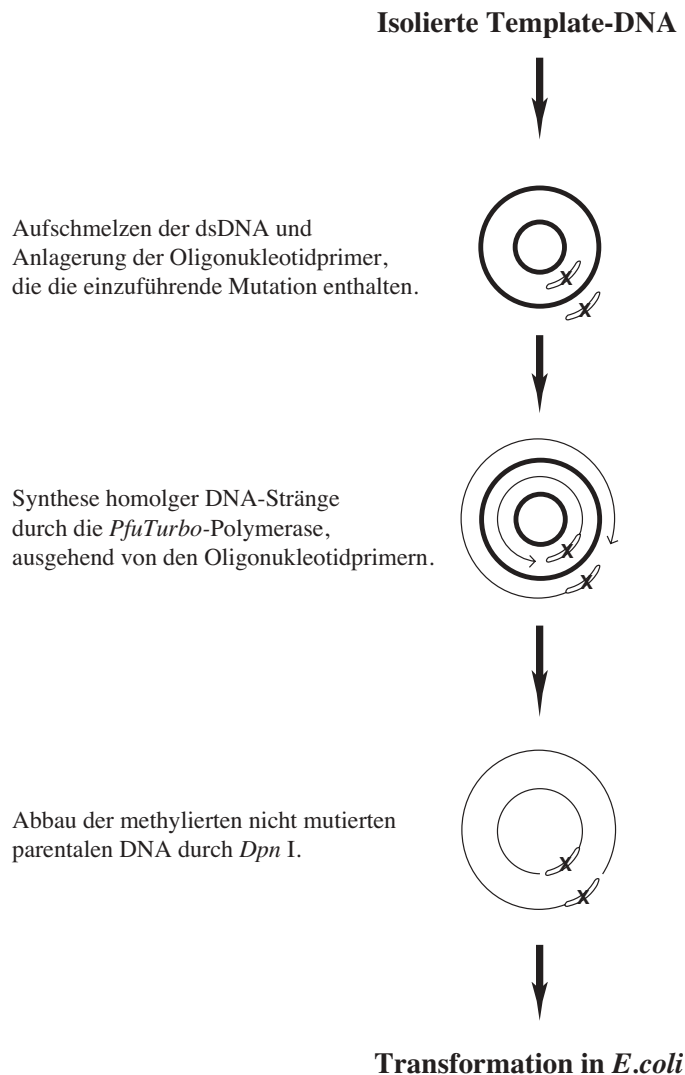 Isolierte Template-DNA
Aufschmelzen der dsDNA und
Anlagerung der Oligonukleotidprimer,
die die einzuführende Mutation enthalten.
X
X
Synthese homolger DNA-Stränge
durch die PfuTurbo-Polymerase,
ausgehend von den Oligonukleotidprimern.
X
X
Abbau der methylierten nicht mutierten
parentalen DNA durch Dpn I.
X
X
Transformation in E.coli